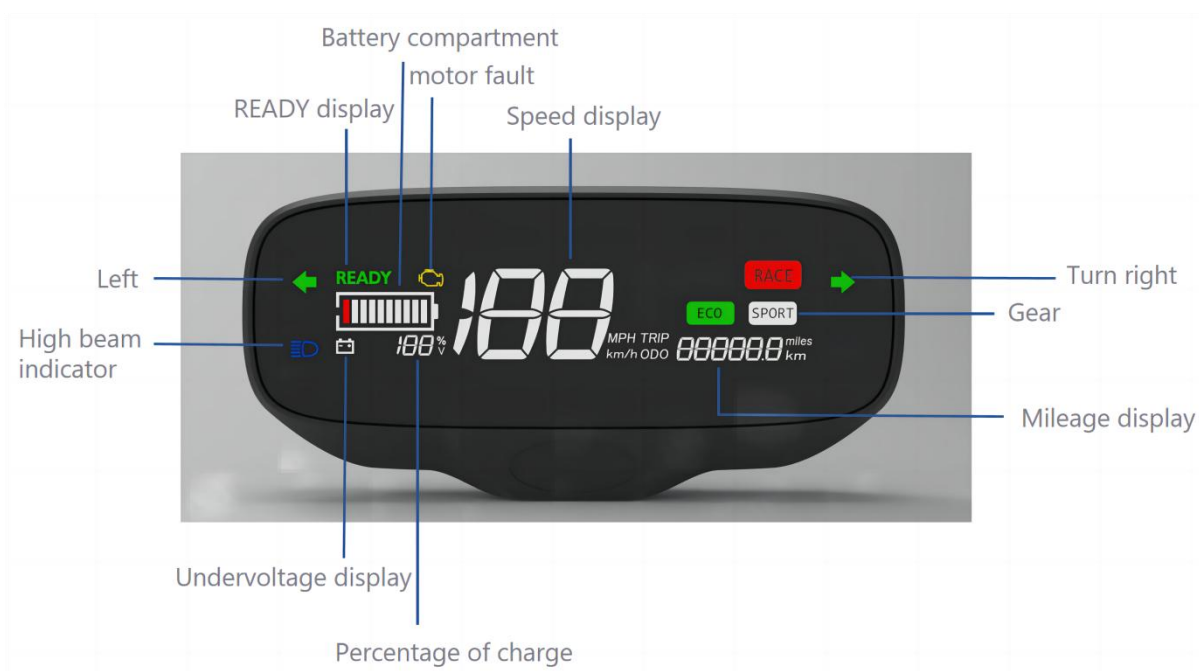 Battery compartment
motor fault
READY display
Speed display
Left
READY
RACE
Turn right
ECO
SPORT
Gear
High beam
indicator
188
%
V
188
MPH TRIP
km/h ODO
88888.8
miles
km
Mileage display
Undervoltage display
Percentage of charge